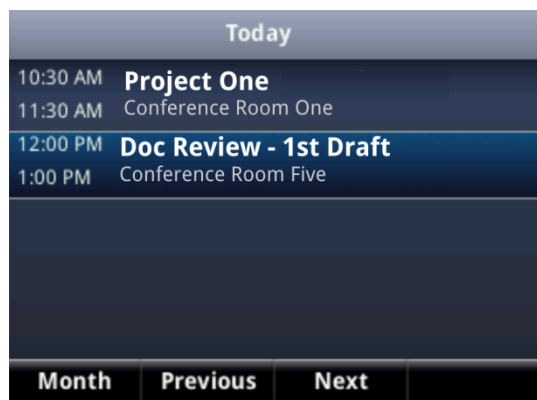 Today
10:30 AM Project One
11:30 AM Conference Room One
12:00 PM Doc Review - 1st Draft
1:00 PM Conference Room Five
Month Previous Next